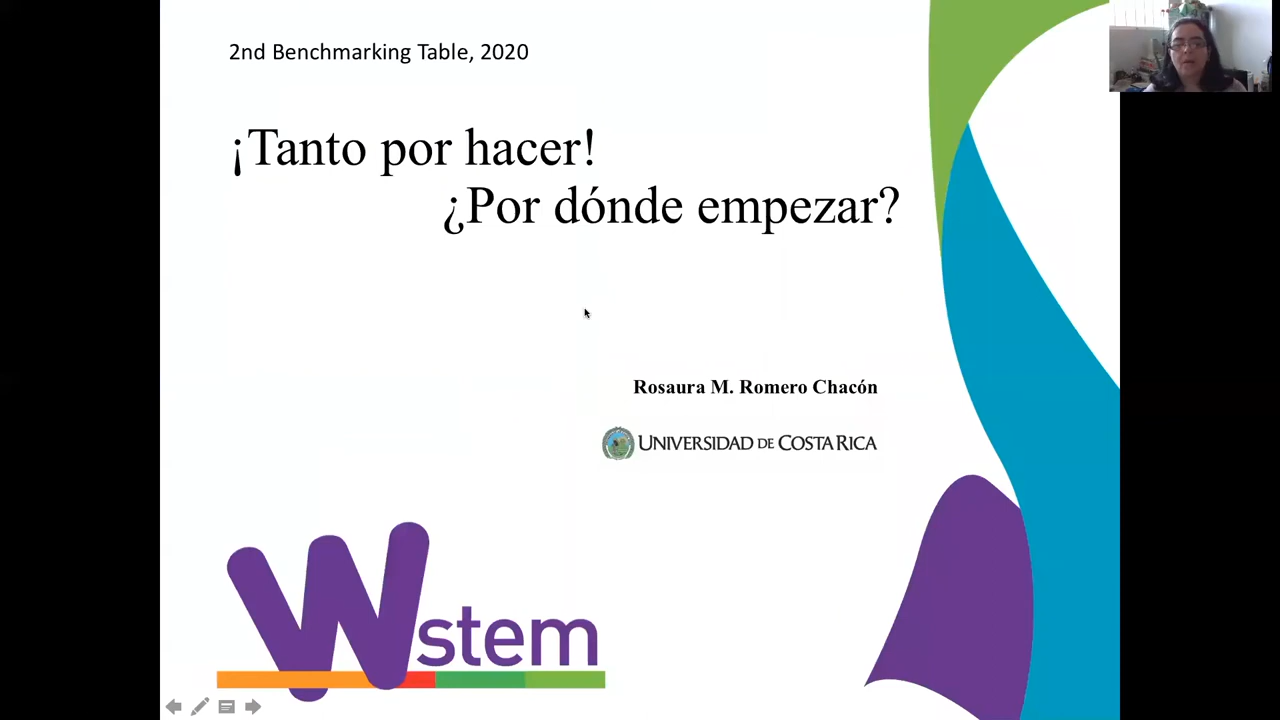 2nd Benchmarking Table, 2020
¡Tanto por hacer!
¿Por dónde empezar?
Rosaura M. Romero Chacón
UNIVERSIDAD DE COSTA RICA
Wstem